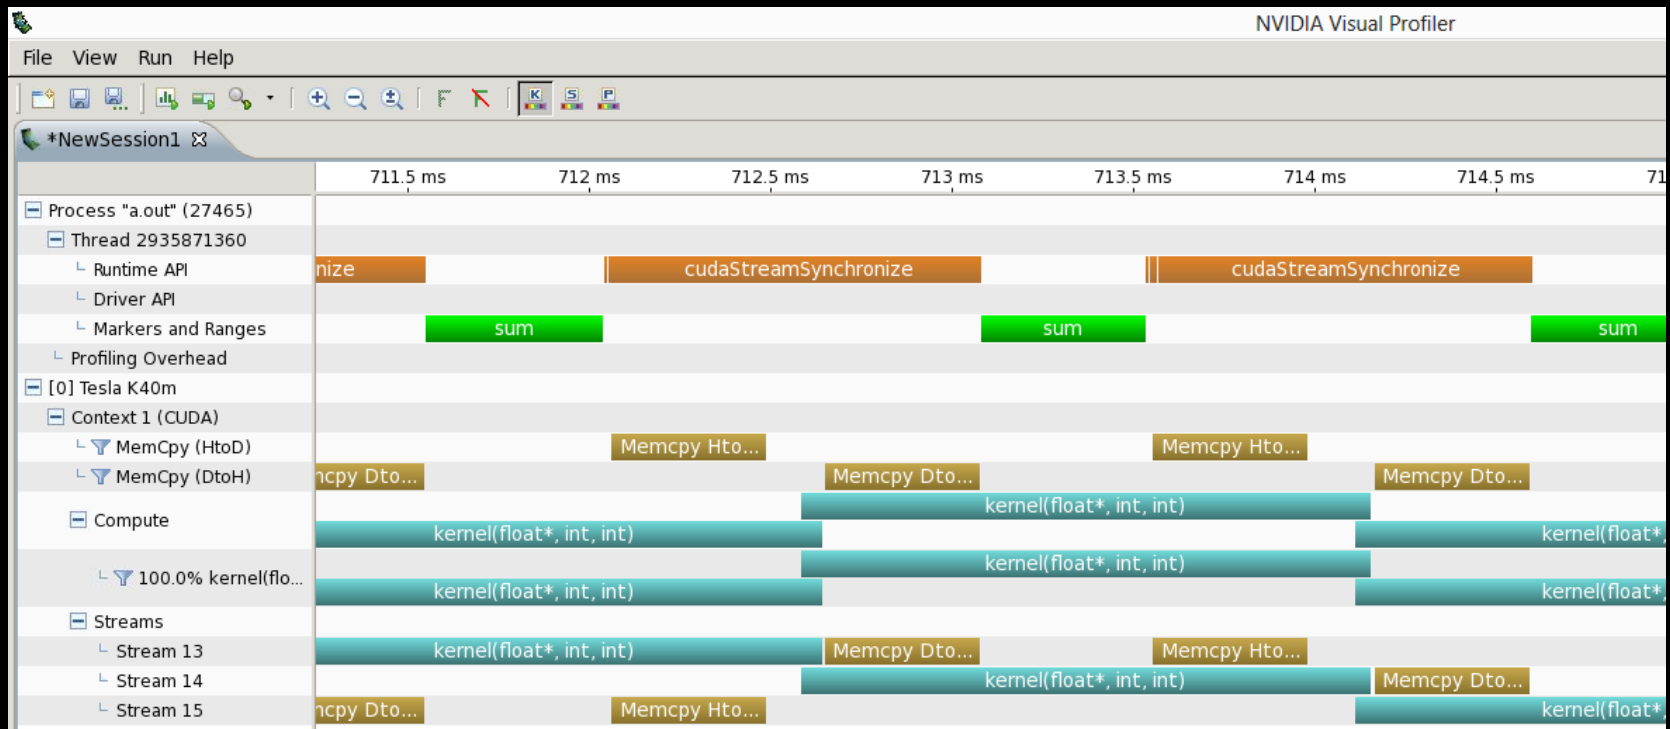 NVIDIA Visual Profiler
File View Run Help
K S P
*NewSession1
711.5 ms 712 ms 712.5 ms 713 ms 713.5 ms 714 ms 714.5 ms 71
Process "a.out" (27465)
Thread 2935871360
Runtime API nize cudaStreamSynchronize cudaStreamSynchronize
Driver API
Markers and Ranges sum sum sum
Profiling Overhead
[0] Tesla K40m
Context 1 (CUDA)
MemCpy (HtoD) Memcpy Hto... Memcpy Hto...
MemCpy (DtoH) ncpy Dto... Memcpy Dto... Memcpy Dto...
kernel(float*, int, int)
Compute
kernel(float*, int, int) kernel(float*,
kernel(float*, int, int)
100.0% kernel(flo...
kernel(float*, int, int) kernel(float*,
Streams
Stream 13 kernel(float*, int, int) Memcpy Dto... Memcpy Hto...
Stream 14 kernel(float*, int, int) Memcpy Dto...
Stream 15 ncpy Dto... Memcpy Hto... kernel(float*,